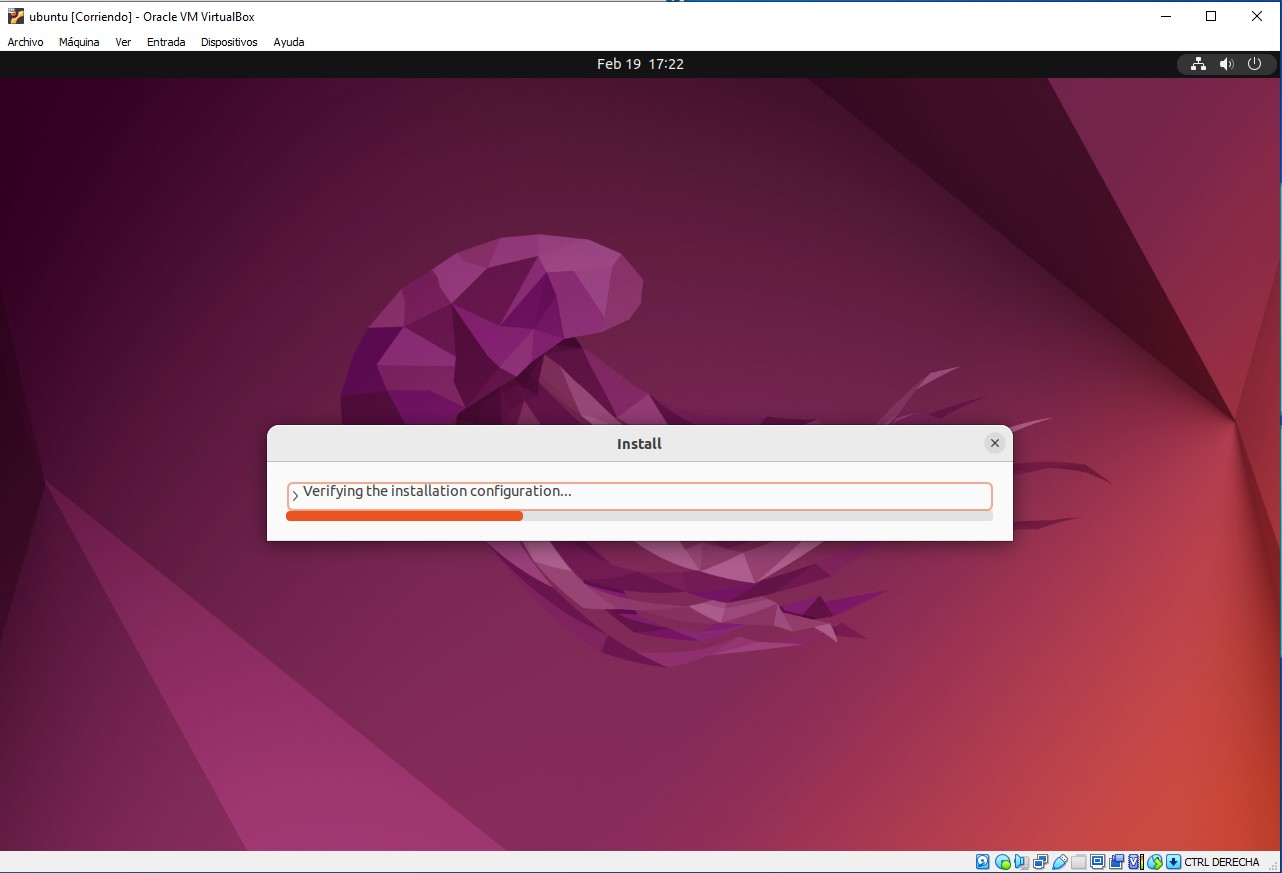 ubuntu [Corriendo] - Oracle VM VirtualBox
Archivo Máquina Ver Entrada Dispositivos Ayuda
Feb 19 17:22
Install
Verifying the installation configuration...
CTRL DERECHA